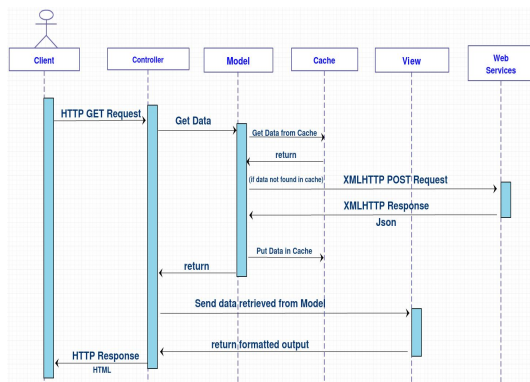 Client
Controller
Model
Cache
View
Web
Services
HTTP GET Request
Get Data
Get Data from Cache
return
(if data not found in cache)
XMLHTTP POST Request
XMLHTTP Response
Json
Put Data in Cache
return
Send data retrieved from Model
return formatted output
HTTP Response
HTML